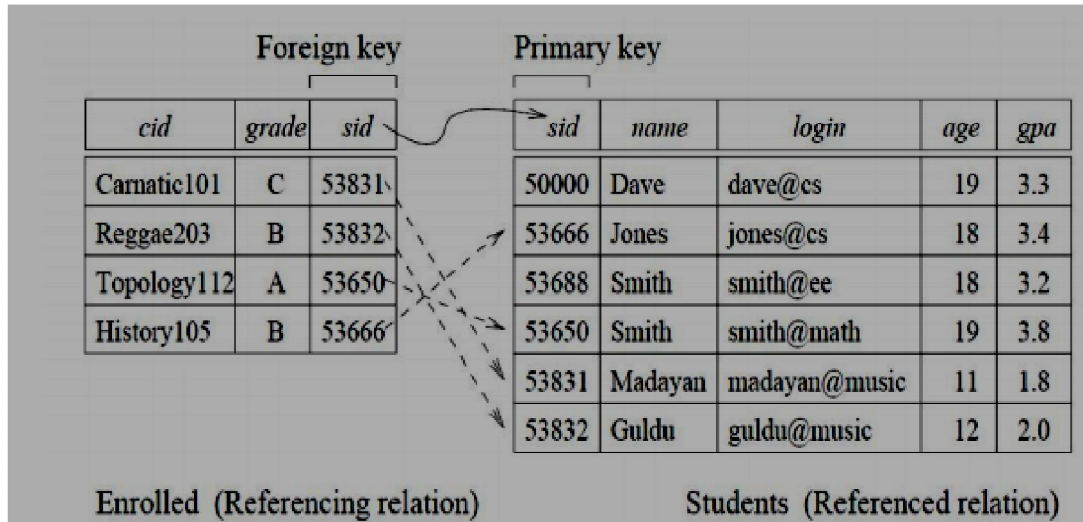 Foreign key Primary key
cid grade sid sid name login age gpa
Carnatic101 C 53831 50000 Dave dave@cs 19 3.3
Reggae203 B 53832 53666 Jones jones@cs 18 3.4
Topology112 A 53650 53688 Smith smith@ee 18 3.2
History105 B 53666 53650 Smith smith@math 19 3.8
53831 Madayan madayan@music 11 1.8
53832 Guldu guldu@music 12 2.0
Enrolled (Referencing relation) Students (Referenced relation)